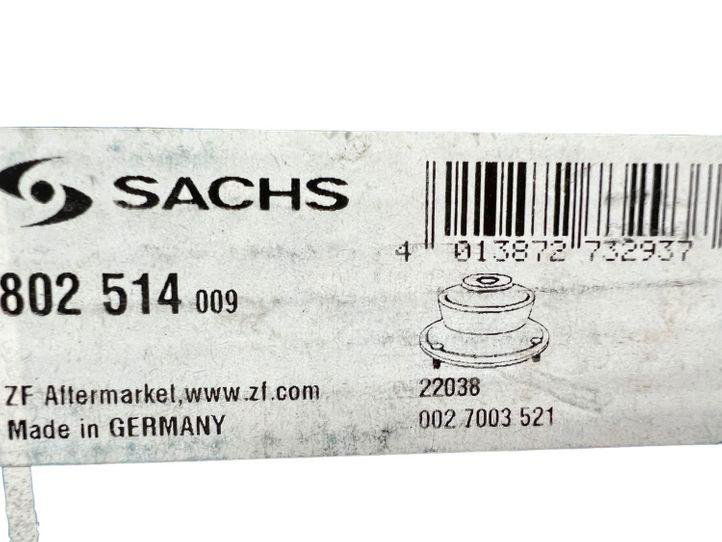 SACHS
4 013872 732937
802 514 009
ZF Aftermarket,www.zf.com
Made in GERMANY
22038
002 7003 521